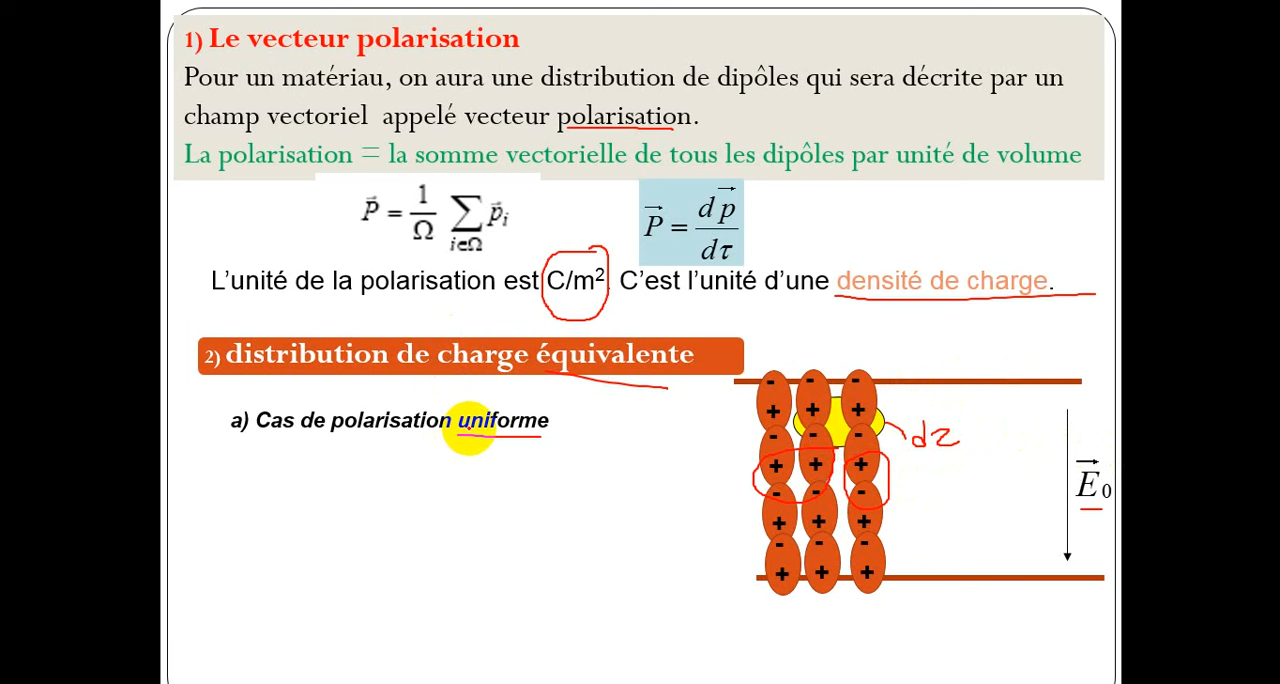 1) Le vecteur polarisation
Pour un matériau, on aura une distribution de dipôles qui sera décrite par un
champ vectoriel appelé vecteur polarisation.
La polarisation = la somme vectorielle de tous les dipôles par unité de volume
P⃗ = 1/Ω ∑_{i∈Ω} p⃗_i
P⃗ = dp⃗/dτ
L'unité de la polarisation est C/m². C'est l'unité d'une densité de charge.
2) distribution de charge équivalente
a) Cas de polarisation uniforme
- - -
+ + +
- - -
+ + +
- - -
+ + +
- - -
+ + +
dz
E⃗₀